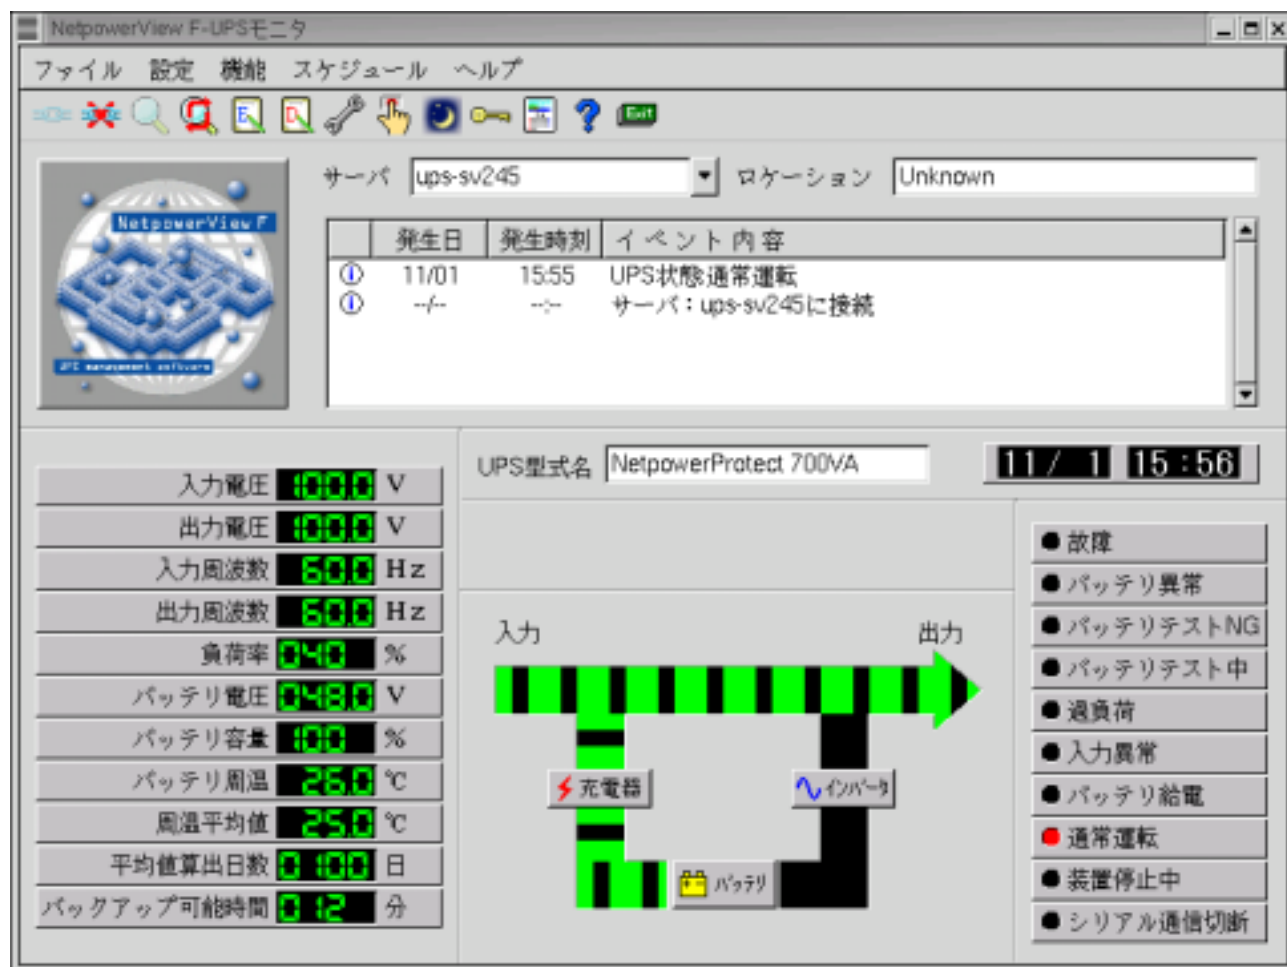 NetpowerView F-UPSモニタ
ファイル 設定 機能 スケジュール ヘルプ
E D Exit
サーバ ups-sv245 ロケーション Unknown
NetpowerView F
UPS management software
発生日 発生時刻 イベント内容
11/01 15:55 UPS状態:通常運転
--/-- --:-- サーバ:ups-sv245に接続
UPS型式名 NetpowerProtect 700VA 11/ 1 15:56
入力電圧 100.0 V
出力電圧 100.0 V
入力周波数 60.0 Hz
出力周波数 60.0 Hz
負荷率 040 %
バッテリ電圧 048.0 V
バッテリ容量 100 %
バッテリ周温 26.0 ℃
周温平均値 25.0 ℃
平均値算出日数 0100 日
バックアップ可能時間 012 分
入力 出力
充電器 インバータ
バッテリ
故障
バッテリ異常
バッテリテストNG
バッテリテスト中
過負荷
入力異常
バッテリ給電
通常運転
装置停止中
シリアル通信切断